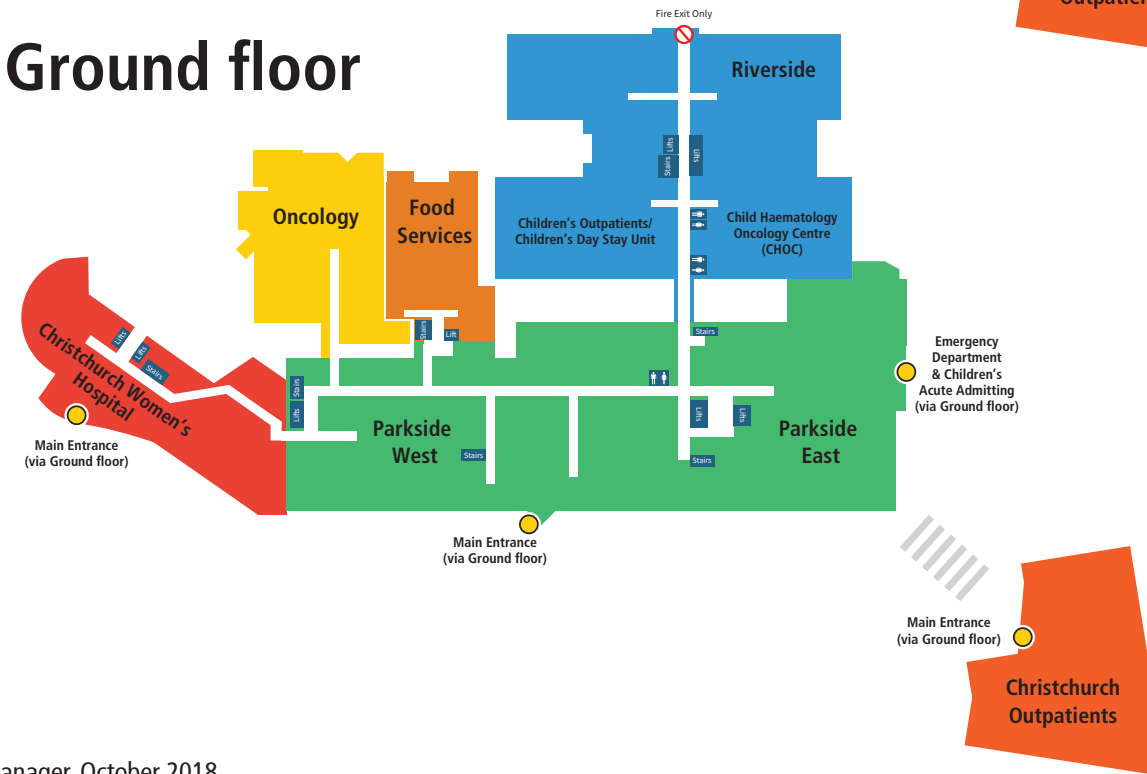 Outpatien
Fire Exit Only
Ground floor
Riverside
Lifts
Stairs
Lifts
Oncology
Food
Services
Children's Outpatients/
Children's Day Stay Unit
Child Haematology
Oncology Centre
(CHOC)
Christchurch Women's
Hospital
Lifts
Lifts
Stairs
Stairs
Lift
Stairs
Emergency
Department
& Children's
Acute Admitting
(via Ground floor)
Stairs
Lifts
Lifts
Lifts
Parkside
West
Stairs
Parkside
East
Stairs
Main Entrance
(via Ground floor)
Main Entrance
(via Ground floor)
Main Entrance
(via Ground floor)
Christchurch
Outpatients
anager, October 2018